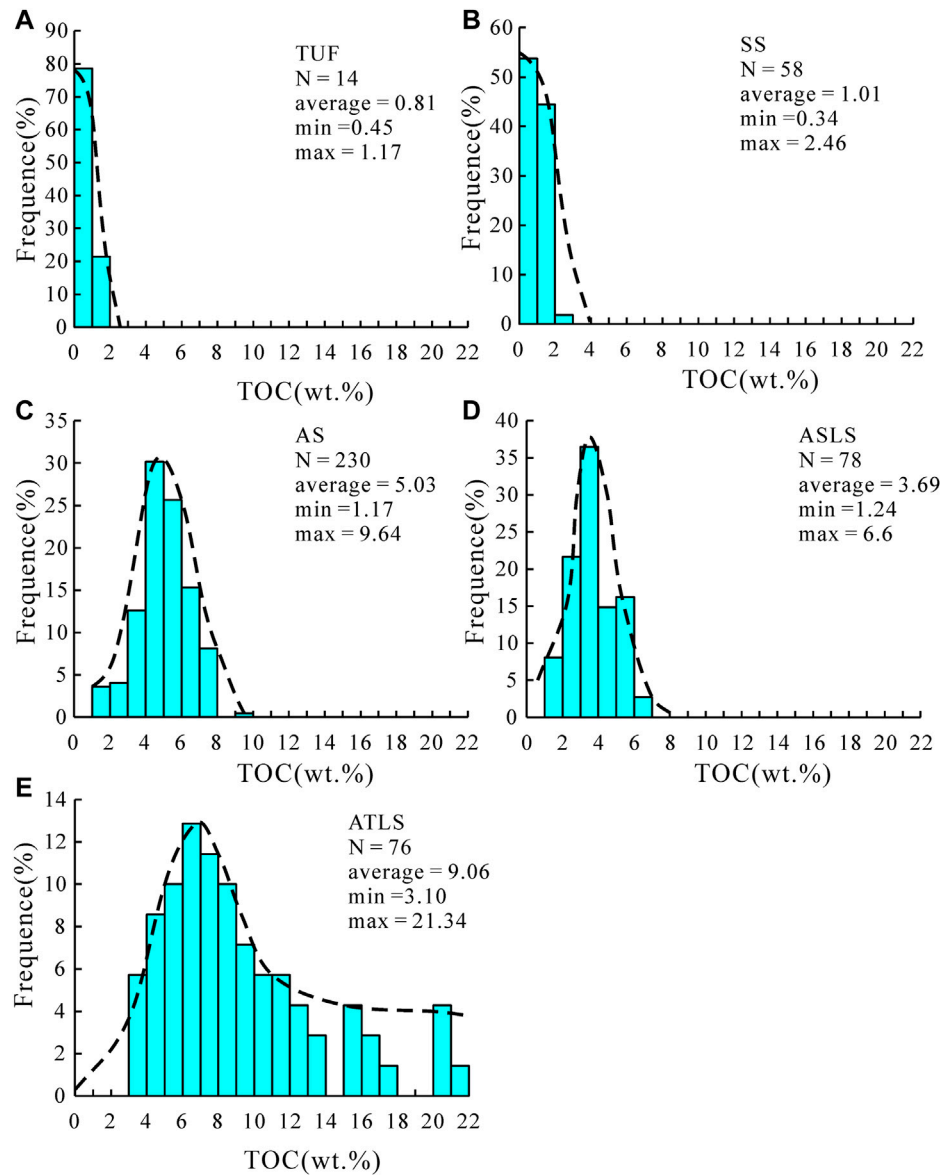 A
Frequence(%)
90
80
70
60
50
40
30
20
10
0
TUF
N = 14
average = 0.81
min =0.45
max = 1.17
0 2 4 6 8 10 12 14 16 18 20 22
TOC(wt.%)
B
Frequence(%)
60
50
40
30
20
10
0
SS
N = 58
average = 1.01
min =0.34
max = 2.46
0 2 4 6 8 10 12 14 16 18 20 22
TOC(wt.%)
C
Frequence(%)
35
30
25
20
15
10
5
0
AS
N = 230
average = 5.03
min =1.17
max = 9.64
0 2 4 6 8 10 12 14 16 18 20 22
TOC(wt.%)
D
Frequence(%)
40
35
30
25
20
15
10
5
0
ASLS
N = 78
average = 3.69
min =1.24
max = 6.6
0 2 4 6 8 10 12 14 16 18 20 22
TOC(wt.%)
E
Frequence(%)
14
12
10
8
6
4
2
0
ATLS
N = 76
average = 9.06
min =3.10
max = 21.34
0 2 4 6 8 10 12 14 16 18 20 22
TOC(wt.%)